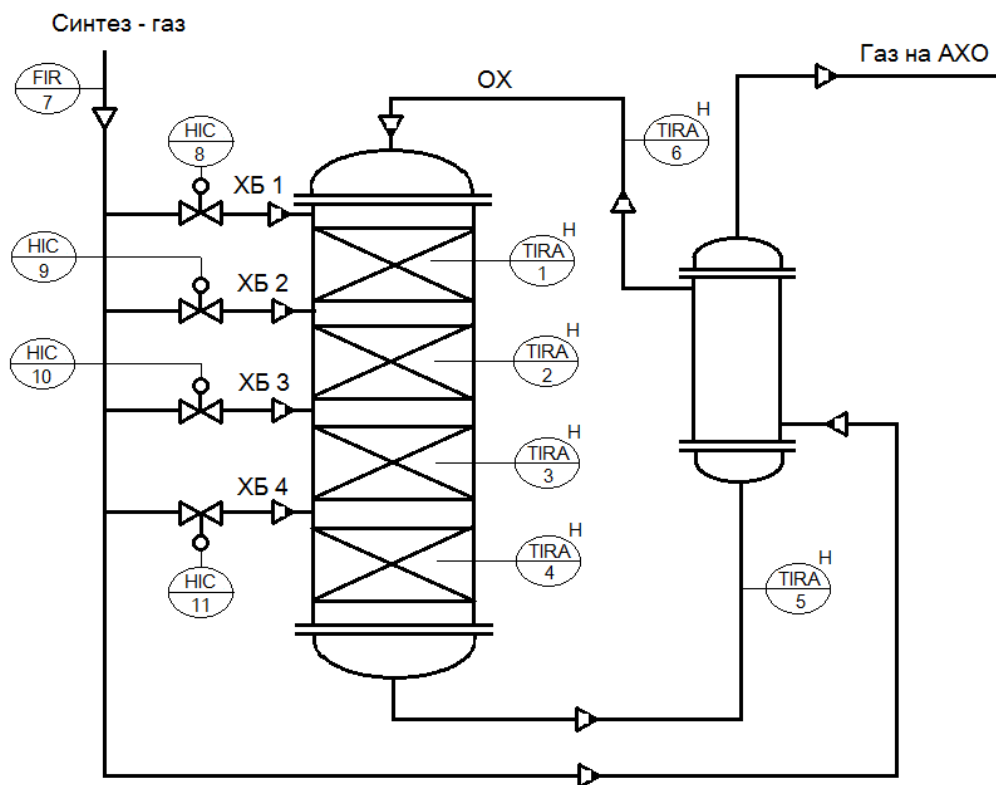 Синтез - газ
Газ на АХО
FIR
7
ОХ
H
TIRA
6
HIC
8
ХБ 1
H
TIRA
1
HIC
9
ХБ 2
H
TIRA
2
HIC
10
ХБ 3
H
TIRA
3
ХБ 4
H
TIRA
4
HIC
11
H
TIRA
5